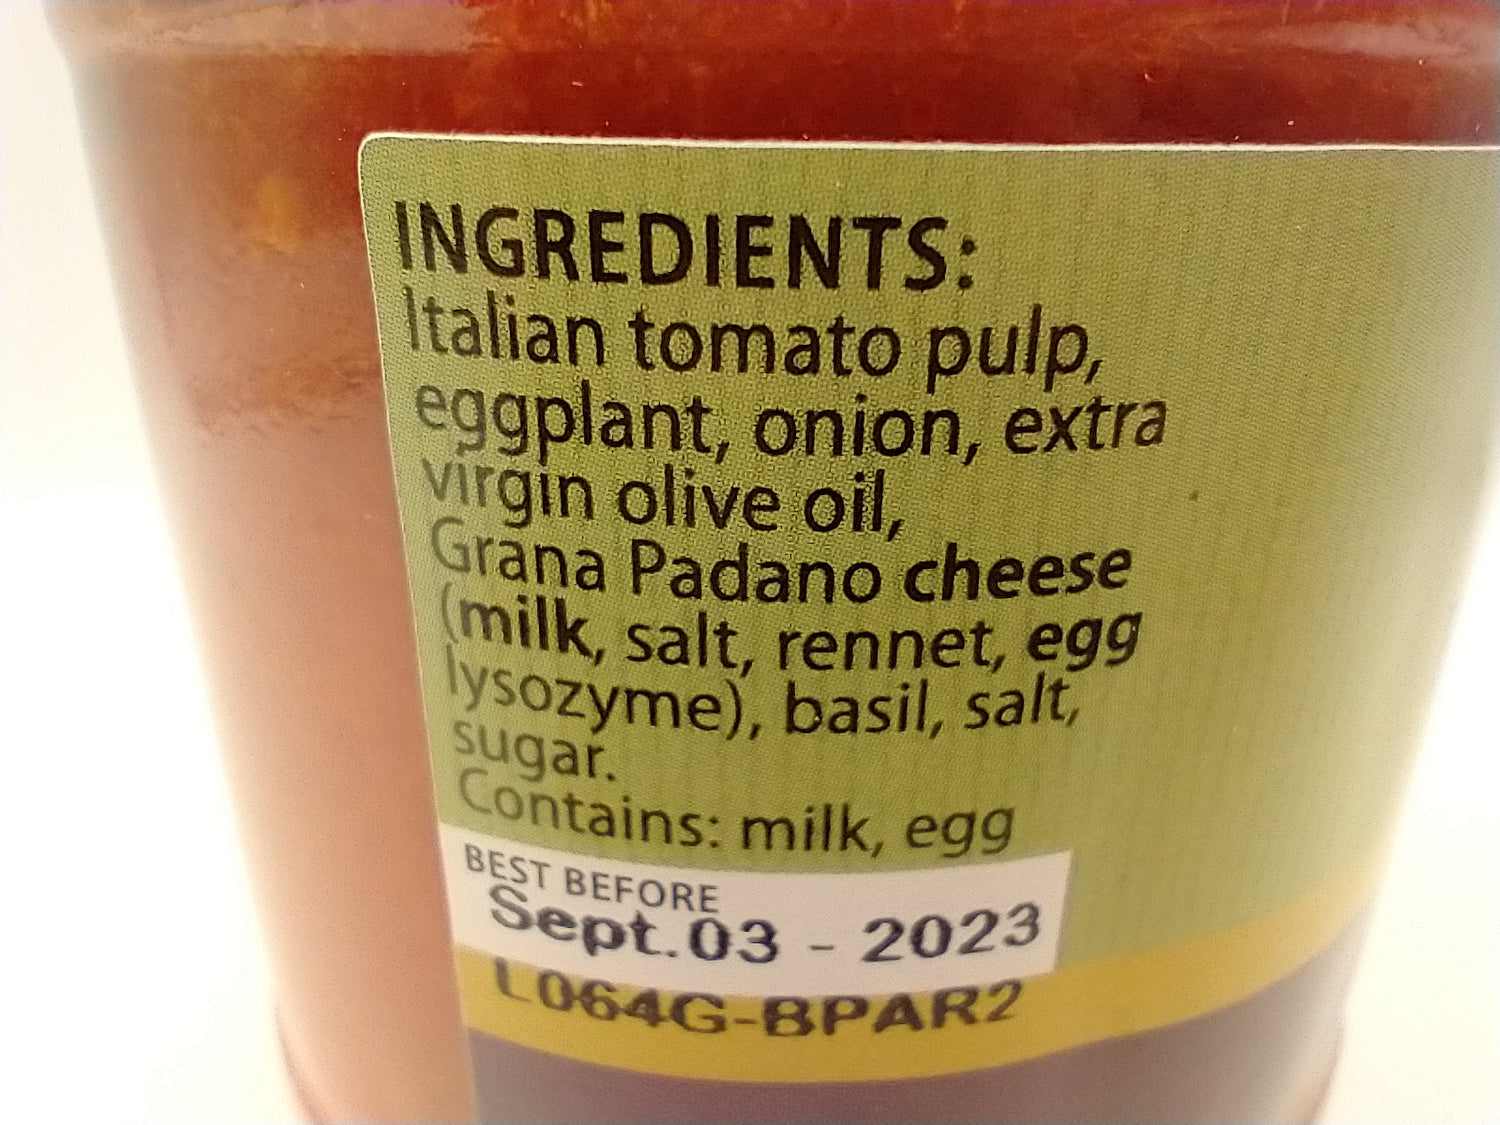 INGREDIENTS:
Italian tomato pulp,
eggplant, onion, extra
virgin olive oil,
Grana Padano cheese
(milk, salt, rennet, egg
lysozyme), basil, salt,
sugar.
Contains: milk, egg
BEST BEFORE
Sept.03 - 2023
L064G-BPAR2